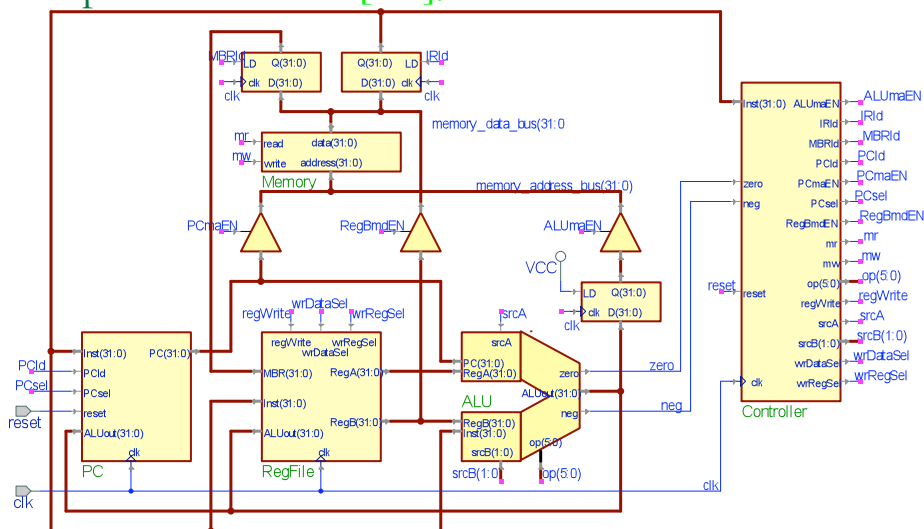 MBRld
LD
Q(31:0)
clk
D(31:0)
clk
Q(31:0)
LD
IRld
D(31:0)
clk
clk
memory_data_bus(31:0
mr
read
data(31:0)
mw
write
address(31:0)
Memory
memory_address_bus(31:0)
PCmaEN
RegBmdEN
ALUmaEN
VCC
LD
Q(31:0)
clk
D(31:0)
clk
regWrite
wrDataSel
wrRegSel
srcA
PCld
PCsel
reset
Inst(31:0)
PC(31:0)
PCld
PCsel
reset
ALUout(31:0)
clk
PC
regWrite
wrRegSel
wrDataSel
MBR(31:0)
RegA(31:0)
Inst(31:0)
RegB(31:0)
ALUout(31:0)
clk
RegFile
srcA
PC(31:0)
RegA(31:0)
zero
ALU
ALUout(31:0)
neg
RegB(31:0)
Inst(31:0)
op(5:0)
srcB(1:0)
srcB(1:0)
op(5:0)
zero
neg
clk
clk
reset
Inst(31:0)
zero
neg
reset
clk
ALUmaEN
IRld
MBRld
PCld
PCmaEN
PCsel
RegBmdEN
mr
mw
op(5:0)
regWrite
srcA
srcB(1:0)
wrDataSel
wrRegSel
Controller
ALUmaEN
IRld
MBRld
PCld
PCmaEN
PCsel
RegBmdEN
mr
mw
op(5:0)
regWrite
srcA
srcB(1:0)
wrDataSel
wrRegSel